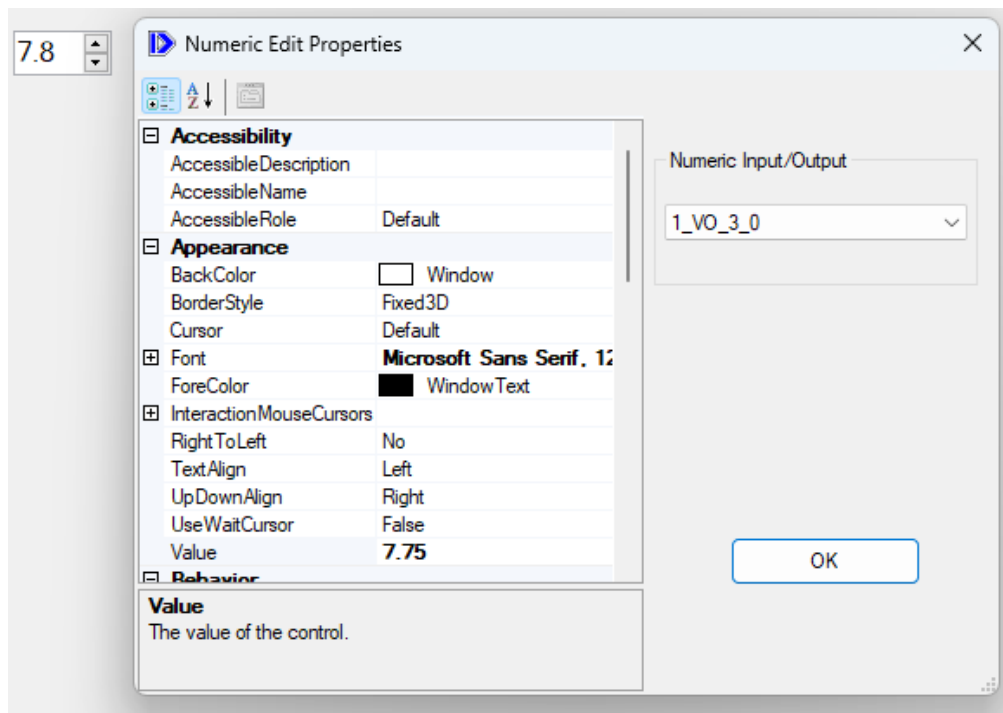 7.8
Numeric Edit Properties
Accessibility
AccessibleDescription
AccessibleName
AccessibleRole Default
Appearance
BackColor Window
BorderStyle Fixed3D
Cursor Default
Font Microsoft Sans Serif, 12
ForeColor WindowText
InteractionMouseCursors
RightToLeft No
TextAlign Left
UpDownAlign Right
UseWaitCursor False
Value 7.75
Behavior
Value
The value of the control.
Numeric Input/Output
1_VO_3_0
OK